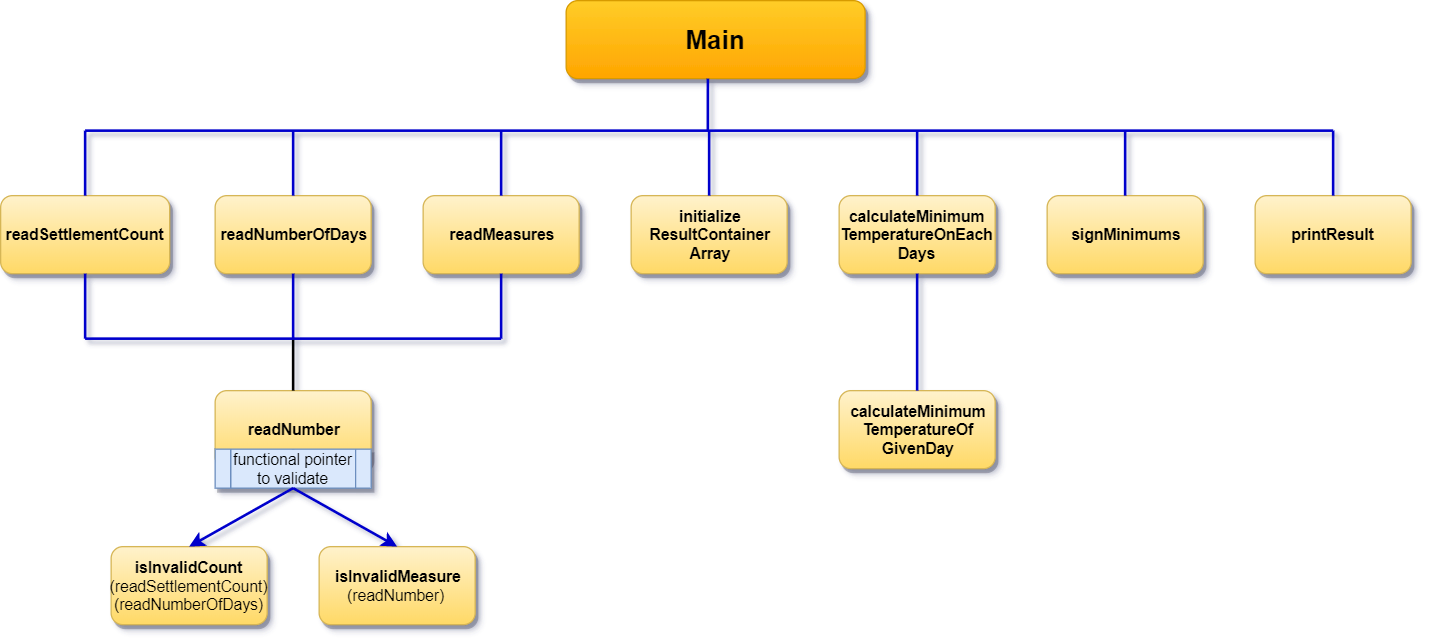 Main
readSettlementCount
readNumberOfDays
readMeasures
initialize
ResultContainer
Array
calculateMinimum
TemperatureOnEach
Days
signMinimums
printResult
readNumber
functional pointer
to validate
calculateMinimum
TemperatureOf
GivenDay
isInvalidCount
(readSettlementCount)
(readNumberOfDays)
isInvalidMeasure
(readNumber)